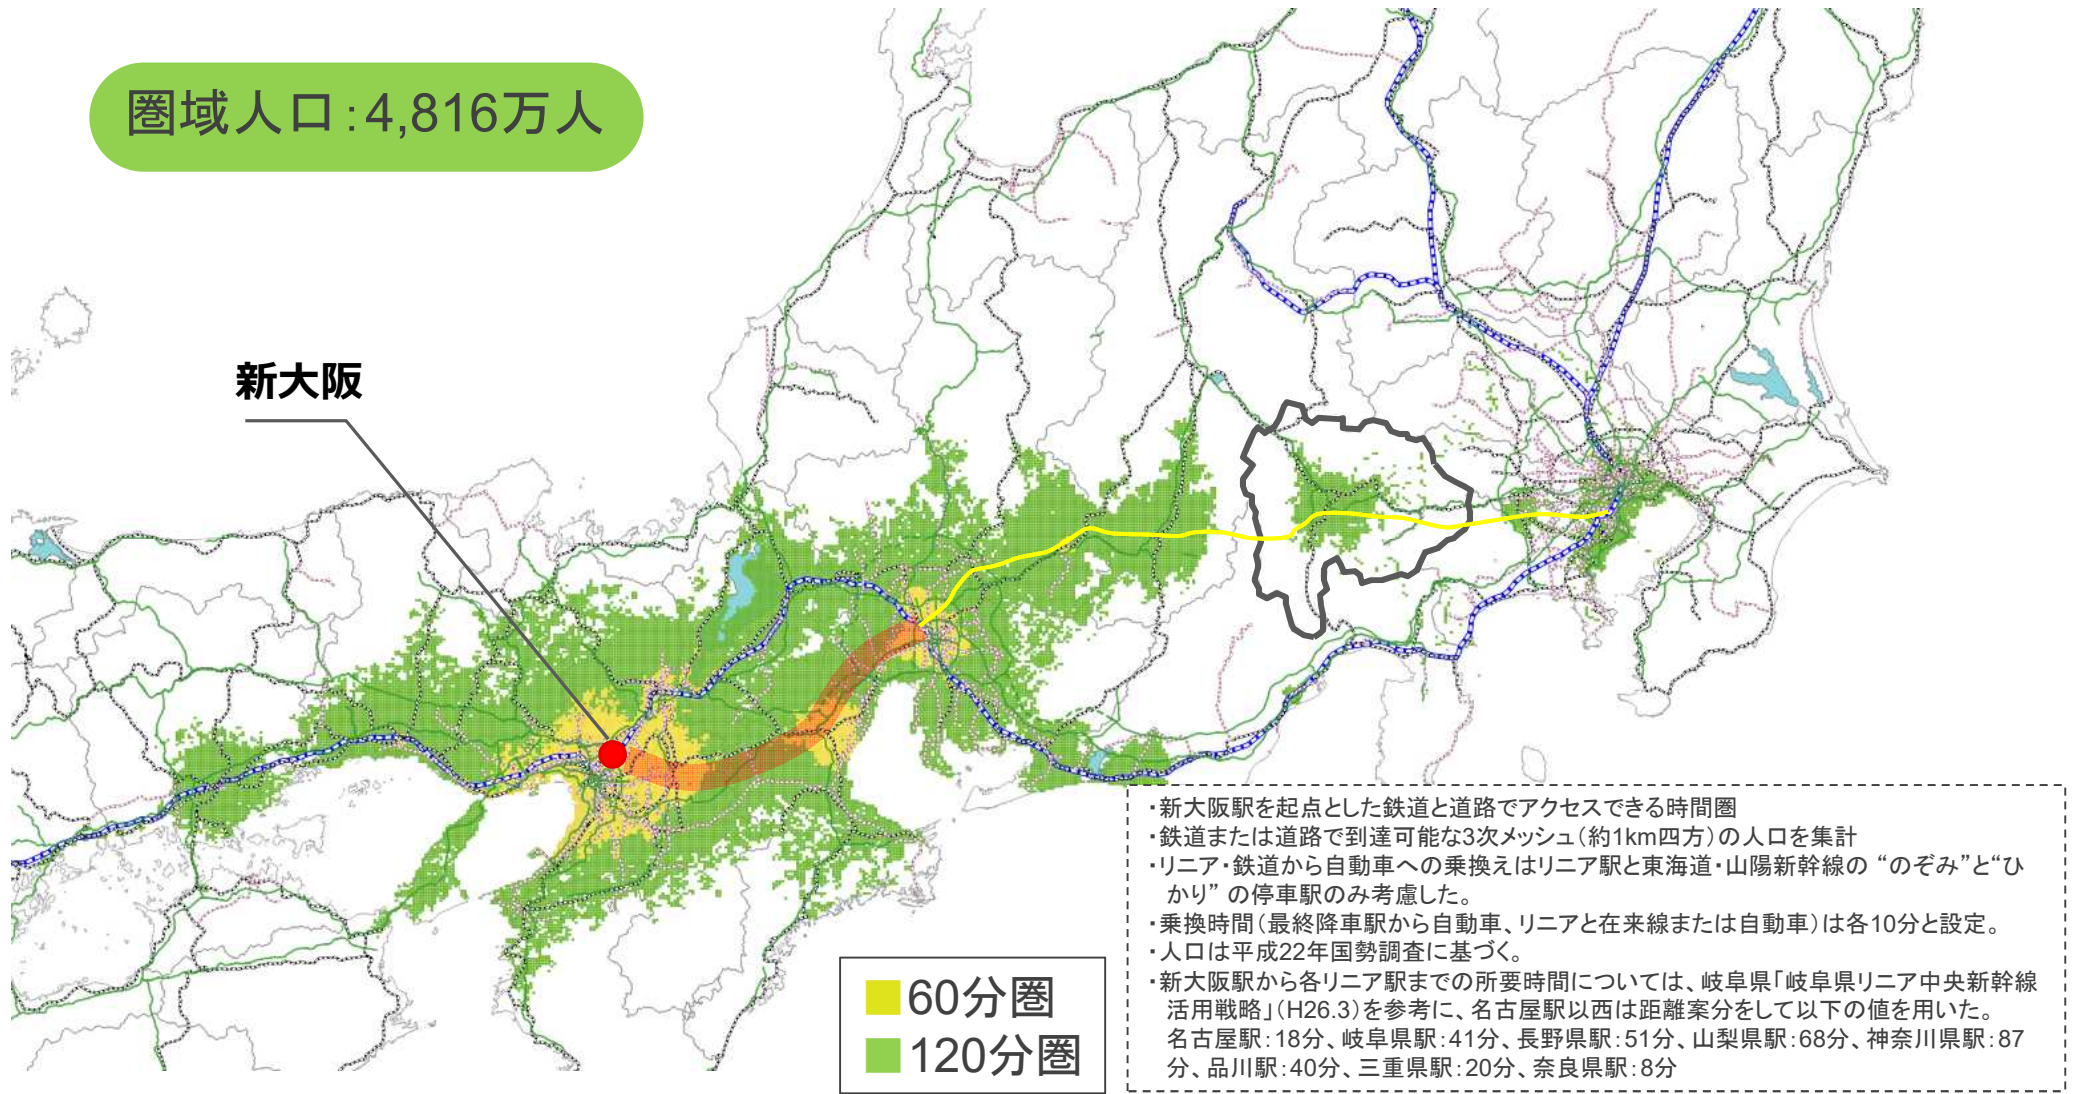 圏域人口:4,816万人
新大阪
・新大阪駅を起点とした鉄道と道路でアクセスできる時間圏
・鉄道または道路で到達可能な3次メッシュ(約1km四方)の人口を集計
・リニア・鉄道から自動車への乗換えはリニア駅と東海道・山陽新幹線の “のぞみ”と“ひ
かり” の停車駅のみ考慮した。
・乗換時間(最終降車駅から自動車、リニアと在来線または自動車)は各10分と設定。
・人口は平成22年国勢調査に基づく。
・新大阪駅から各リニア駅までの所要時間については、岐阜県「岐阜県リニア中央新幹線
活用戦略」(H26.3)を参考に、名古屋駅以西は距離案分をして以下の値を用いた。
名古屋駅:18分、岐阜県駅:41分、長野県駅:51分、山梨県駅:68分、神奈川県駅:87
分、品川駅:40分、三重県駅:20分、奈良県駅:8分
60分圏
120分圏